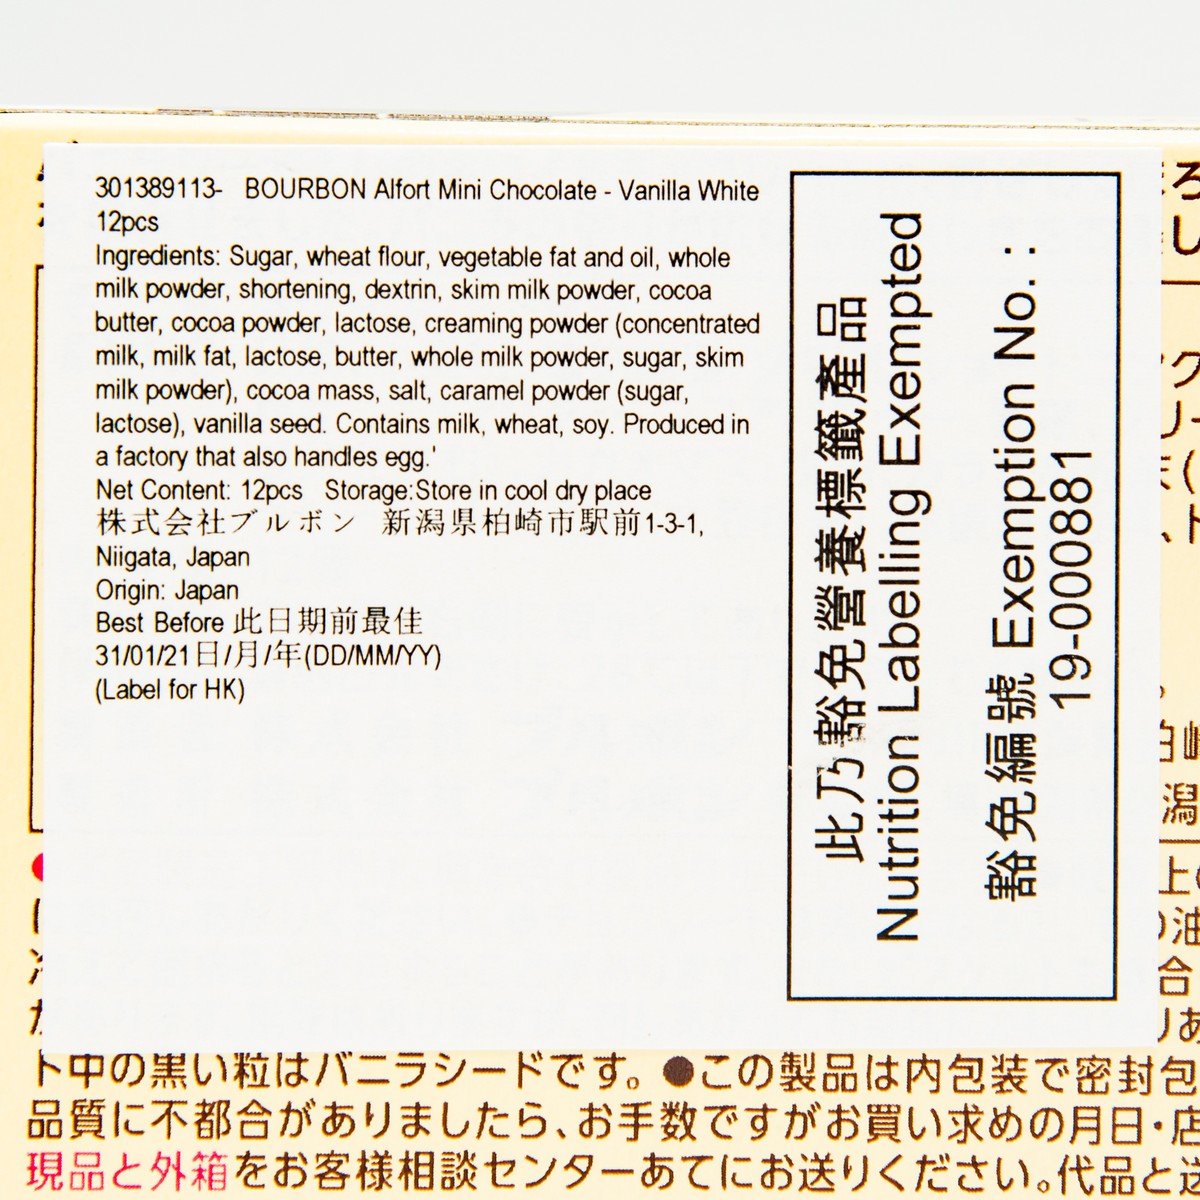 301389113- BOURBON Alfort Mini Chocolate - Vanilla White
12pcs
Ingredients: Sugar, wheat flour, vegetable fat and oil, whole
milk powder, shortening, dextrin, skim milk powder, cocoa
butter, cocoa powder, lactose, creaming powder (concentrated
milk, milk fat, lactose, butter, whole milk powder, sugar, skim
milk powder), cocoa mass, salt, caramel powder (sugar,
lactose), vanilla seed. Contains milk, wheat, soy. Produced in
a factory that also handles egg.'
Net Content: 12pcs Storage:Store in cool dry place
株式会社ブルボン 新潟県柏崎市駅前1-3-1,
Niigata, Japan
Origin: Japan
Best Before 此日期前最佳
31/01/21日/月/年(DD/MM/YY)
(Label for HK)
此乃豁免營養標籤產品
Nutrition Labelling Exempted
豁免編號 Exemption No. :
19-000881
ト中の黒い粒はバニラシードです。●この製品は内包装で密封包
品質に不都合がありましたら、お手数ですがお買い求めの月日・店
現品と外箱をお客様相談センターあてにお送りください。代品と送